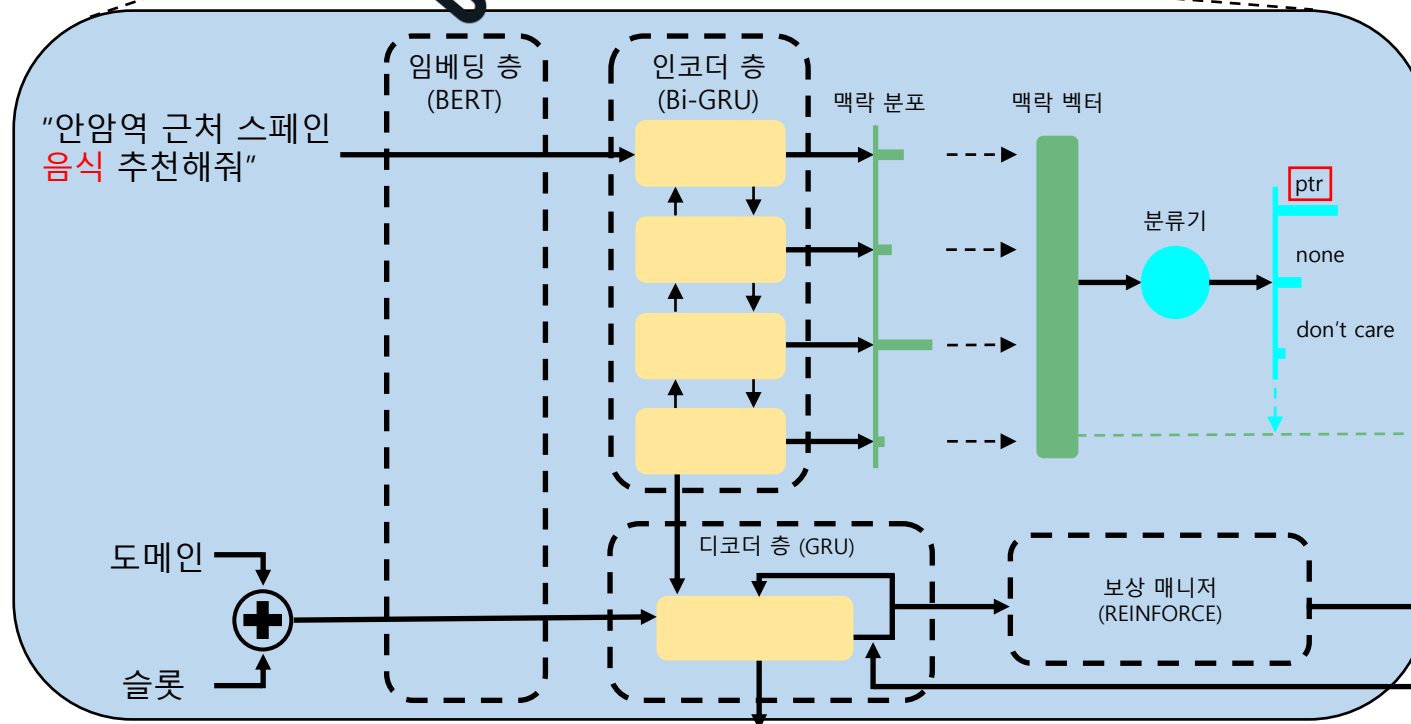 임베딩 층
(BERT)
인코더 층
(Bi-GRU)
맥락 분포
맥락 벡터
"안암역 근처 스페인
음식 추천해줘"
ptr
분류기
none
don't care
디코더 층 (GRU)
도메인
슬롯
보상 매니저
(REINFORCE)